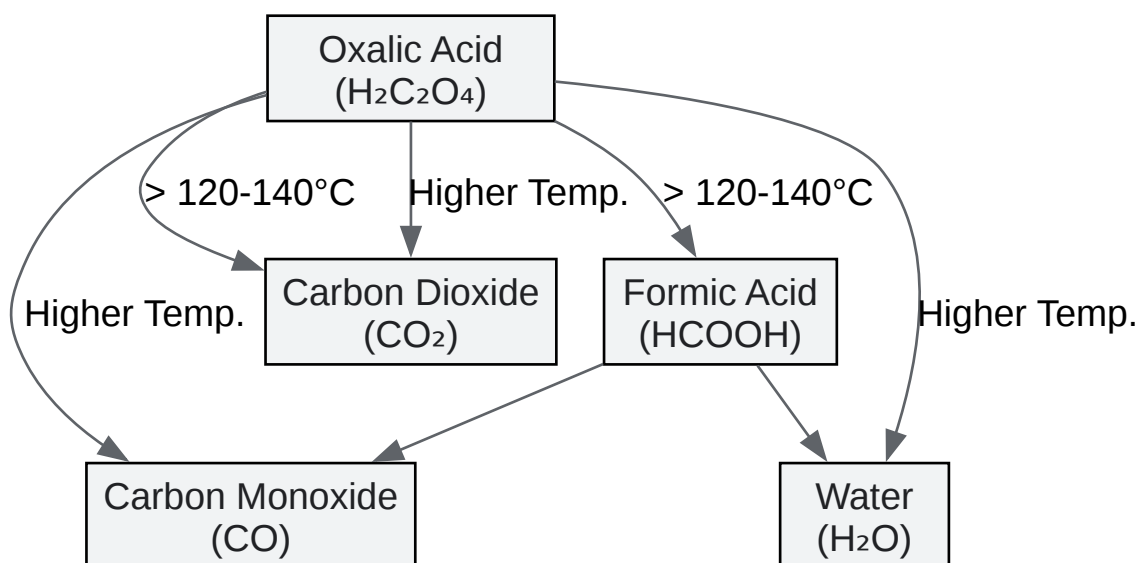 Oxalic Acid
(H₂C₂O₄)
> 120-140°C
Higher Temp.
> 120-140°C
Carbon Dioxide
(CO₂)
Formic Acid
(HCOOH)
Higher Temp.
Higher Temp.
Carbon Monoxide
(CO)
Water
(H₂O)